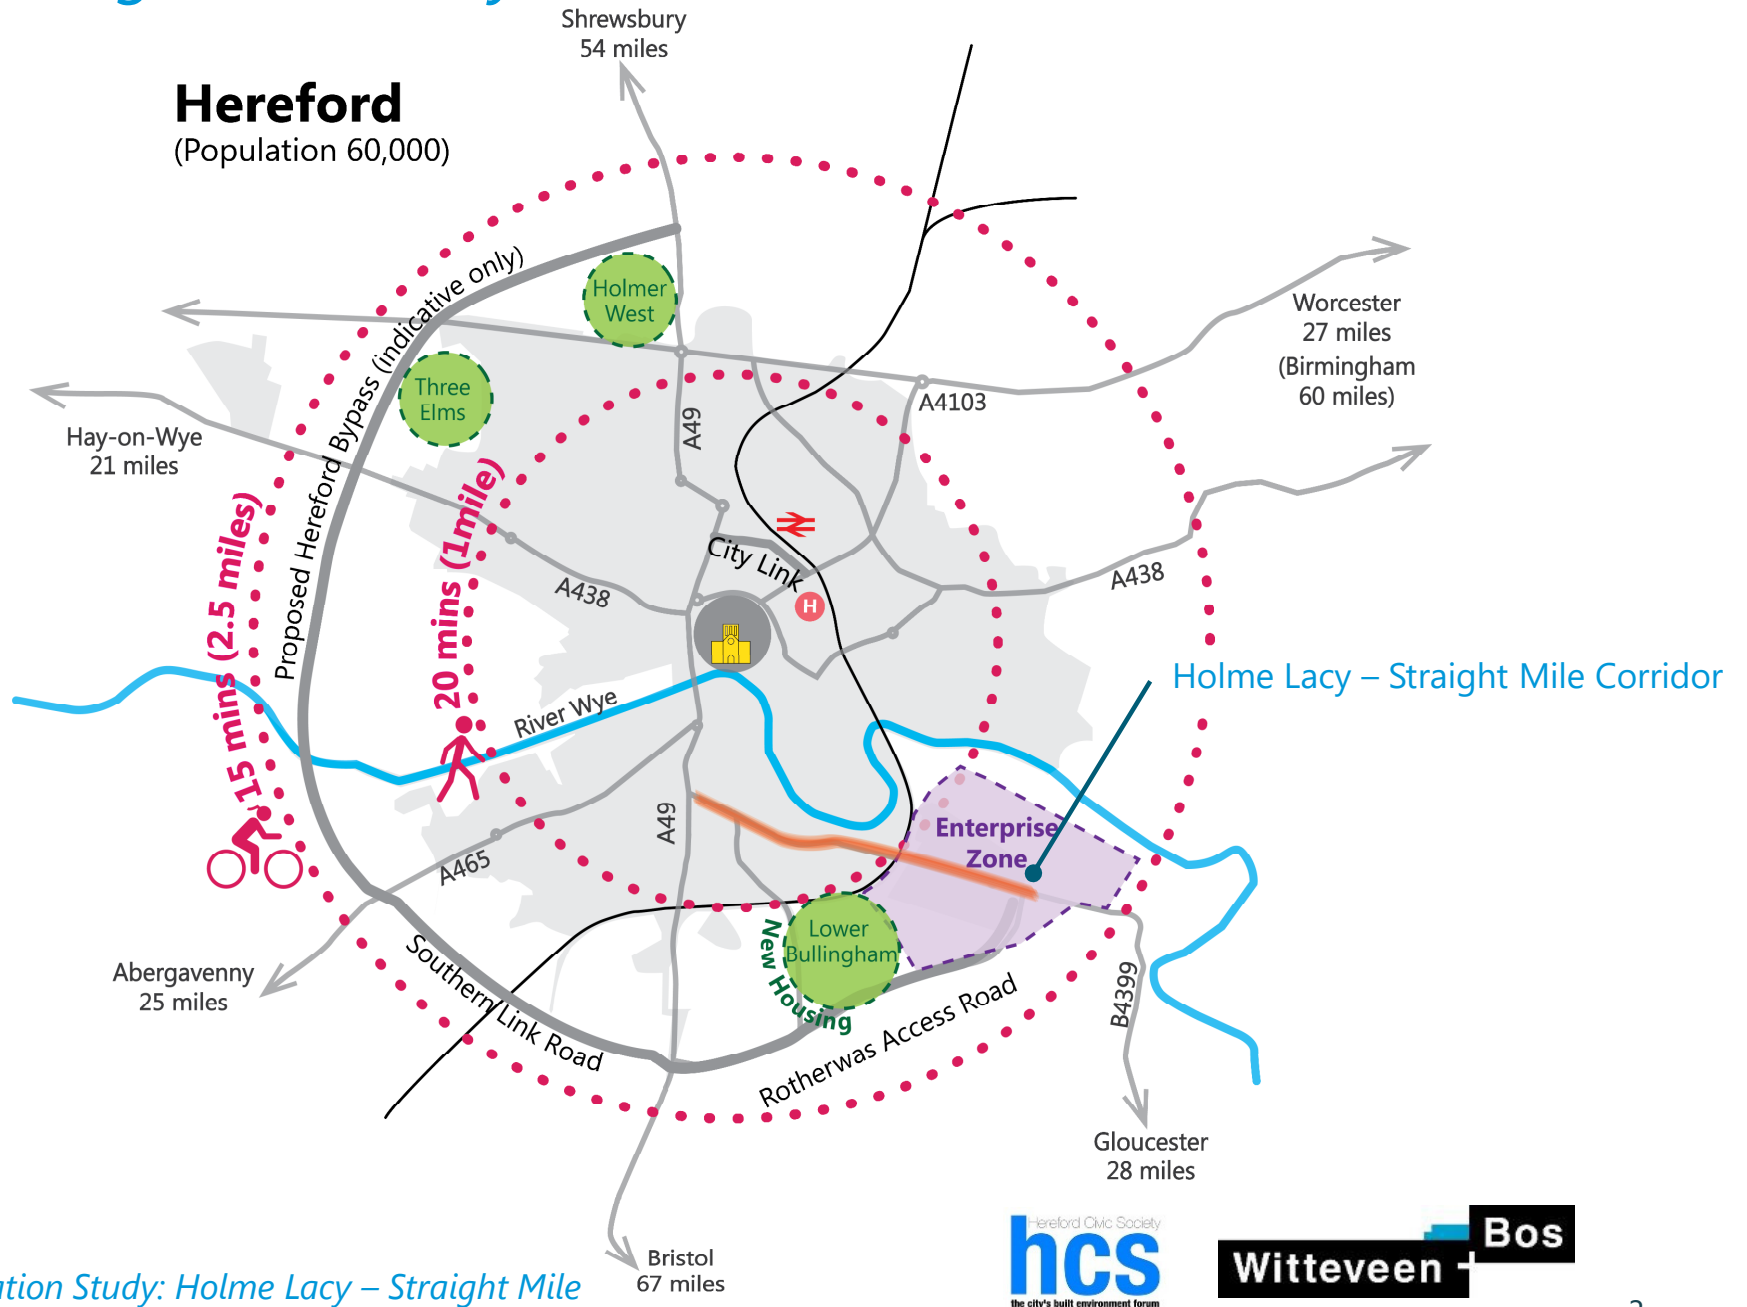 Shrewsbury
54 miles
Hereford
(Population 60,000)
Proposed Hereford Bypass (indicative only)
Holmer
West
Three
Elms
Worcester
27 miles
(Birmingham
60 miles)
A49
A4103
Hay-on-Wye
21 miles
15 mins (2.5 miles)
20 mins (1mile)
City Link
A438
A438
H
River Wye
Holme Lacy – Straight Mile Corridor
A49
A465
Enterprise
Zone
Lower
Bullingham
New Housing
Abergavenny
25 miles
Southern Link Road
Rotherwas Access Road
B4399
Gloucester
28 miles
Bristol
67 miles
Hereford Civic Society
hcs
the city's built environment forum
Witteveen +
Bos
ation Study: Holme Lacy – Straight Mile